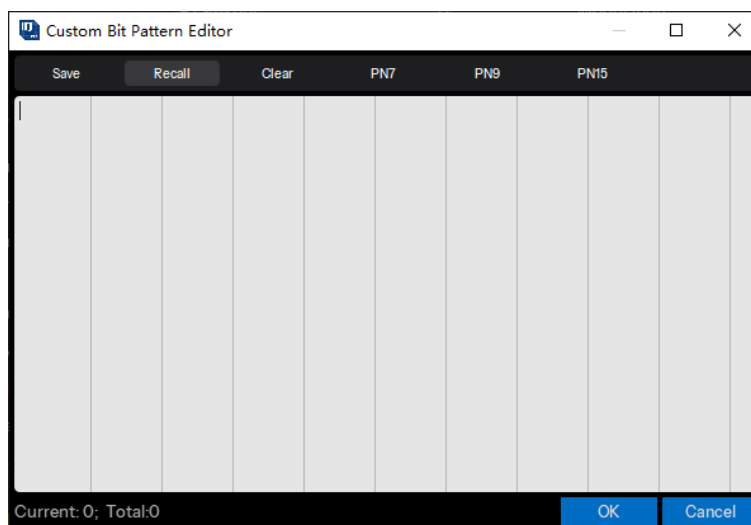 Custom Bit Pattern Editor
Save Recall Clear PN7 PN9 PN15
Current: 0; Total:0 OK Cancel